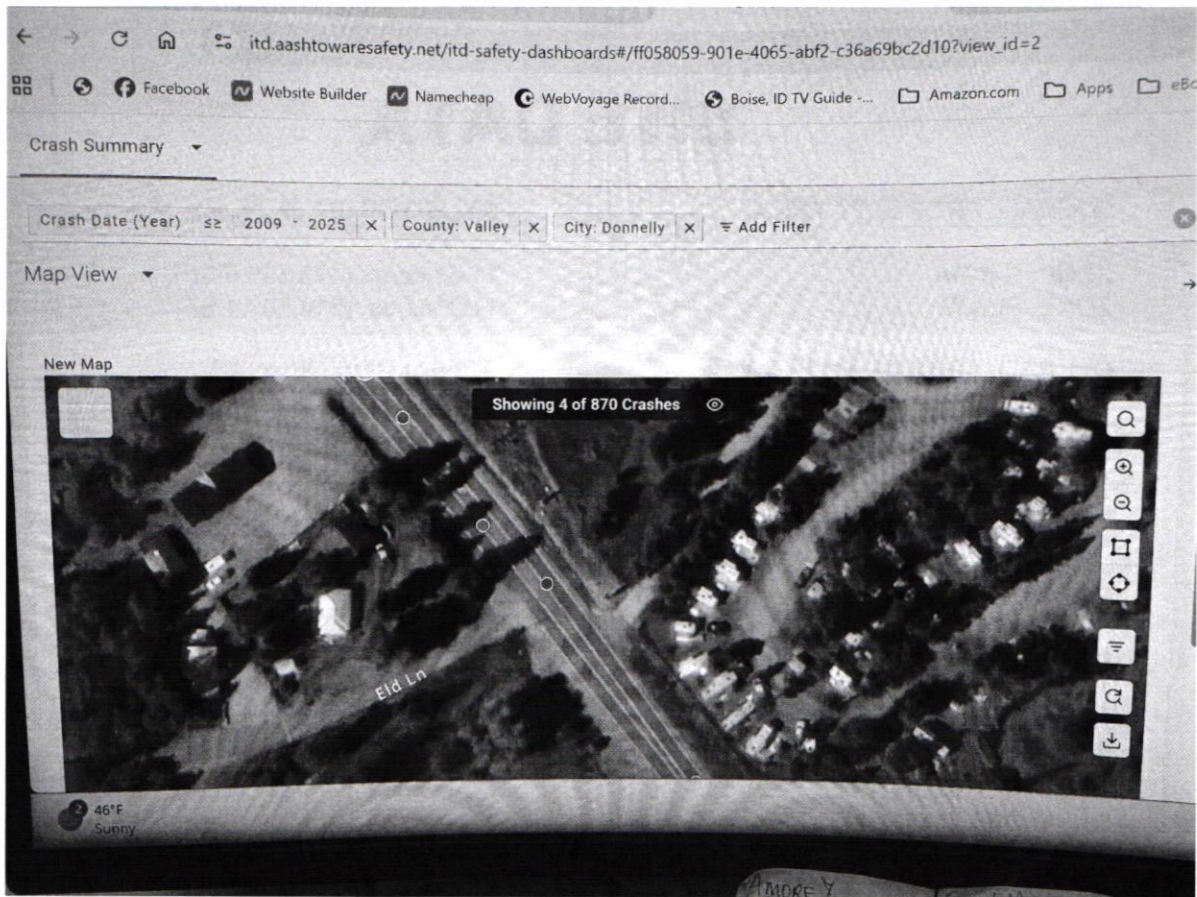 itd.aashtowaresafety.net/itd-safety-dashboards#/ff058059-901e-4065-abf2-c36a69bc2d10?view_id=2
Facebook Website Builder Namecheap WebVoyage Record... Boise, ID TV Guide -... Amazon.com Apps
Crash Summary
Crash Date (Year) ≤≥ 2009 - 2025 × County: Valley × City: Donnelly × Add Filter
Map View
New Map
Showing 4 of 870 Crashes
Eld Ln
2 46°F
Sunny
AMORE Y